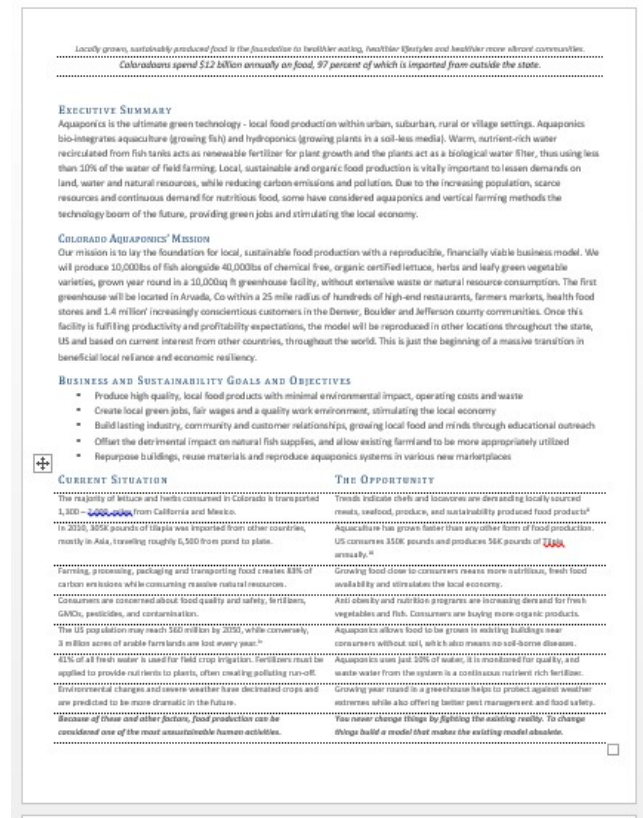 Locally grown, sustainably produced food is the foundation to healthier eating, healthier lifestyles and healthier more vibrant communities.
Coloradoans spend $12 billion annually on food, 97 percent of which is imported from outside the state.
EXECUTIVE SUMMARY
Aquaponics is the ultimate green technology - local food production within urban, suburban, rural or village settings. Aquaponics
bio-integrates aquaculture (growing fish) and hydroponics (growing plants in a soil-less media). Warm, nutrient-rich water
recirculated from fish tanks acts as renewable fertilizer for plant growth and the plants act as a biological water filter, thus using less
than 10% of the water of field farming. Local, sustainable and organic food production is vitally important to lessen demands on
land, water and natural resources, while reducing carbon emissions and pollution. Due to the increasing population, scarce
resources and continuous demand for nutritious food, some have considered aquaponics and vertical farming methods the
technology boom of the future, providing green jobs and stimulating the local economy.
COLORADO AQUAPONICS' MISSION
Our mission is to lay the foundation for local, sustainable food production with a reproducible, financially viable business model. We
will produce 10,000lbs of fish alongside 40,000lbs of chemical free, organic certified lettuce, herbs and leafy green vegetable
varieties, grown year round in a 10,000sq ft greenhouse facility, without extensive waste or natural resource consumption. The first
greenhouse will be located in Arvada, Co within a 25 mile radius of hundreds of high-end restaurants, farmers markets, health food
stores and 1.4 million increasingly conscientious customers in the Denver, Boulder and Jefferson county communities. Once this
facility is fulfilling productivity and profitability expectations, the model will be reproduced in other locations throughout the state,
US and based on current interest from other countries, throughout the world. This is just the beginning of a massive transition in
beneficial local reliance and economic resiliency.
BUSINESS AND SUSTAINABILITY GOALS AND OBJECTIVES
▪ Produce high quality, local food products with minimal environmental impact, operating costs and waste
▪ Create local green jobs, fair wages and a quality work environment, stimulating the local economy
▪ Build lasting industry, community and customer relationships, growing local food and minds through educational outreach
▪ Offset the detrimental impact on natural fish supplies, and allow existing farmland to be more appropriately utilized
▪ Repurpose buildings, reuse materials and reproduce aquaponics systems in various new marketplaces
CURRENT SITUATION
THE OPPORTUNITY
The majority of lettuce and herbs consumed in Colorado is transported
1,300 – 2,000 miles from California and Mexico.
Trends indicate chefs and locavores are demanding locally sourced
meats, seafood, produce, and sustainability produced food products
In 2010, 305K pounds of tilapia was imported from other countries,
mostly in Asia, traveling roughly 6,500 from pond to plate.
Aquaculture has grown faster than any other form of food production.
US consumes 350K pounds and produces 56K pounds of Tilapia
annually.
Farming, processing, packaging and transporting food creates 83% of
carbon emissions while consuming massive natural resources.
Growing food close to consumers means more nutritious, fresh food
availability and stimulates the local economy.
Consumers are concerned about food quality and safety, fertilizers,
GMOs, pesticides, and contamination.
Anti obesity and nutrition programs are increasing demand for fresh
vegetables and fish. Consumers are buying more organic products.
The US population may reach 560 million by 2050, while conversely,
3 million acres of arable farmlands are lost every year.
Aquaponics allows food to be grown in existing buildings near
consumers without soil, which also means no soil-borne diseases.
41% of all fresh water is used for field crop irrigation. Fertilizers must be
applied to provide nutrients to plants, often creating polluting run-off.
Aquaponics uses just 10% of water, it is monitored for quality, and
waste water from the system is a continuous nutrient rich fertilizer.
Environmental changes and severe weather have decimated crops and
are predicted to be more dramatic in the future.
Growing year round in a greenhouse helps to protect against weather
extremes while also offering better pest management and food safety.
Because of these and other factors, food production can be
considered one of the most unsustainable human activities.
You never change things by fighting the existing reality. To change
things build a model that makes the existing model obsolete.